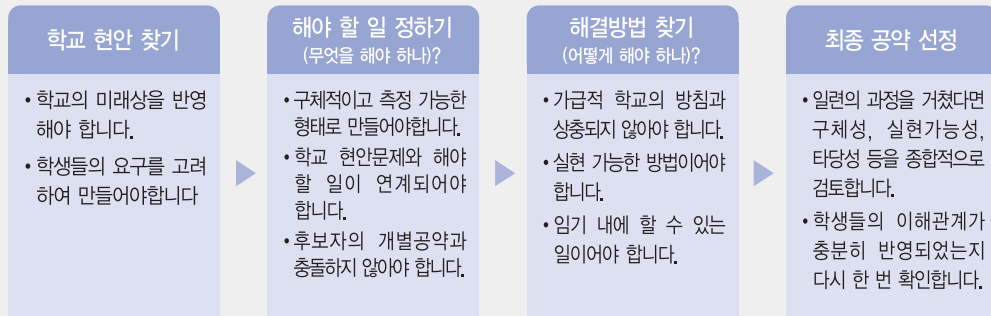 학교 현안 찾기
• 학교의 미래상을 반영
해야 합니다.
• 학생들의 요구를 고려
하여 만들어야합니다
해야 할 일 정하기
(무엇을 해야 하나)?
• 구체적이고 측정 가능한
형태로 만들어야합니다.
• 학교 현안문제와 해야
할 일이 연계되어야
합니다.
• 후보자의 개별공약과
충돌하지 않아야 합니다.
해결방법 찾기
(어떻게 해야 하나)?
• 가급적 학교의 방침과
상충되지 않아야 합니다.
• 실현 가능한 방법이어야
합니다.
• 임기 내에 할 수 있는
일이어야 합니다.
최종 공약 선정
• 일련의 과정을 거쳤다면
구체성, 실현가능성,
타당성 등을 종합적으로
검토합니다.
• 학생들의 이해관계가
충분히 반영되었는지
다시 한 번 확인합니다.